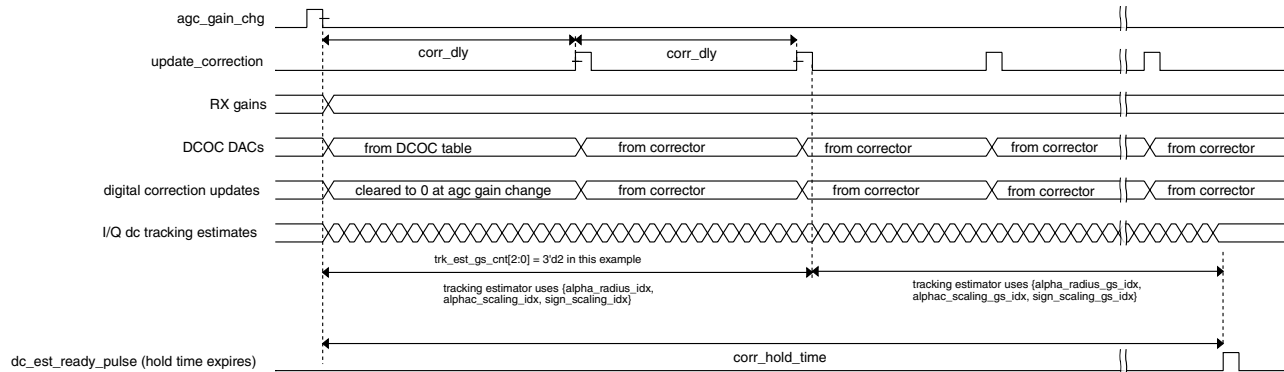 agc_gain_chg
corr_dly corr_dly
update_correction
RX gains
DCOC DACs from DCOC table from corrector from corrector from corrector from corrector
digital correction updates cleared to 0 at agc gain change from corrector from corrector from corrector from corrector
I/Q dc tracking estimates
trk_est_gs_cnt[2:0] = 3'd2 in this example
tracking estimator uses {alpha_radius_idx,
alphac_scaling_idx, sign_scaling_idx}
tracking estimator uses {alpha_radius_gs_idx,
alphac_scaling_gs_idx, sign_scaling_gs_idx}
corr_hold_time
dc_est_ready_pulse (hold time expires)